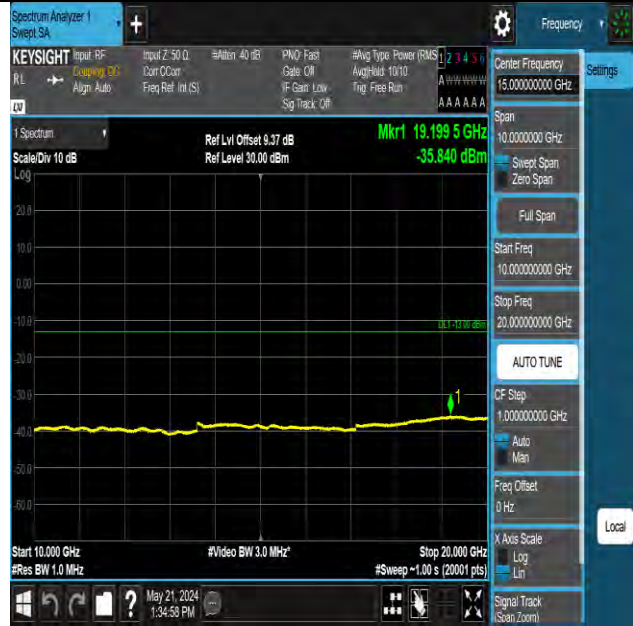 Spectrum Analyzer 1
Swept SA
Frequency
KEYSIGHT
RL
LXI
Input: RF
Coupling: DC
Align: Auto
Input Z: 50 Ω
Corr CCorr
Freq Ref: Int (S)
#Atten: 40 dB
PNO: Fast
Gate: Off
IF Gain: Low
Sig Track: Off
#Avg Type: Power (RMS
Avg|Hold: 10/10
Trig: Free Run
1 2 3 4 5 6
A W W W W W
A A A A A A
1 Spectrum
Scale/Div 10 dB
Ref Lvl Offset 9.37 dB
Ref Level 30.00 dBm
Mkr1 19.199 5 GHz
-35.840 dBm
Log
20.0
10.0
0.00
-10.0
-30.0
-40.0
-50.0
-60.0
DL1 -13.00 dBm
1
Start 10.000 GHz
#Res BW 1.0 MHz
#Video BW 3.0 MHz*
Stop 20.000 GHz
#Sweep ~1.00 s (20001 pts)
?
May 21, 2024
1:34:58 PM
Center Frequency
15.000000000 GHz
Settings
Span
10.0000000 GHz
Swept Span
Zero Span
Full Span
Start Freq
10.000000000 GHz
Stop Freq
20.000000000 GHz
AUTO TUNE
CF Step
1.000000000 GHz
Auto
Man
Freq Offset
0 Hz
X Axis Scale
Log
Lin
Local
Signal Track
(Span Zoom)